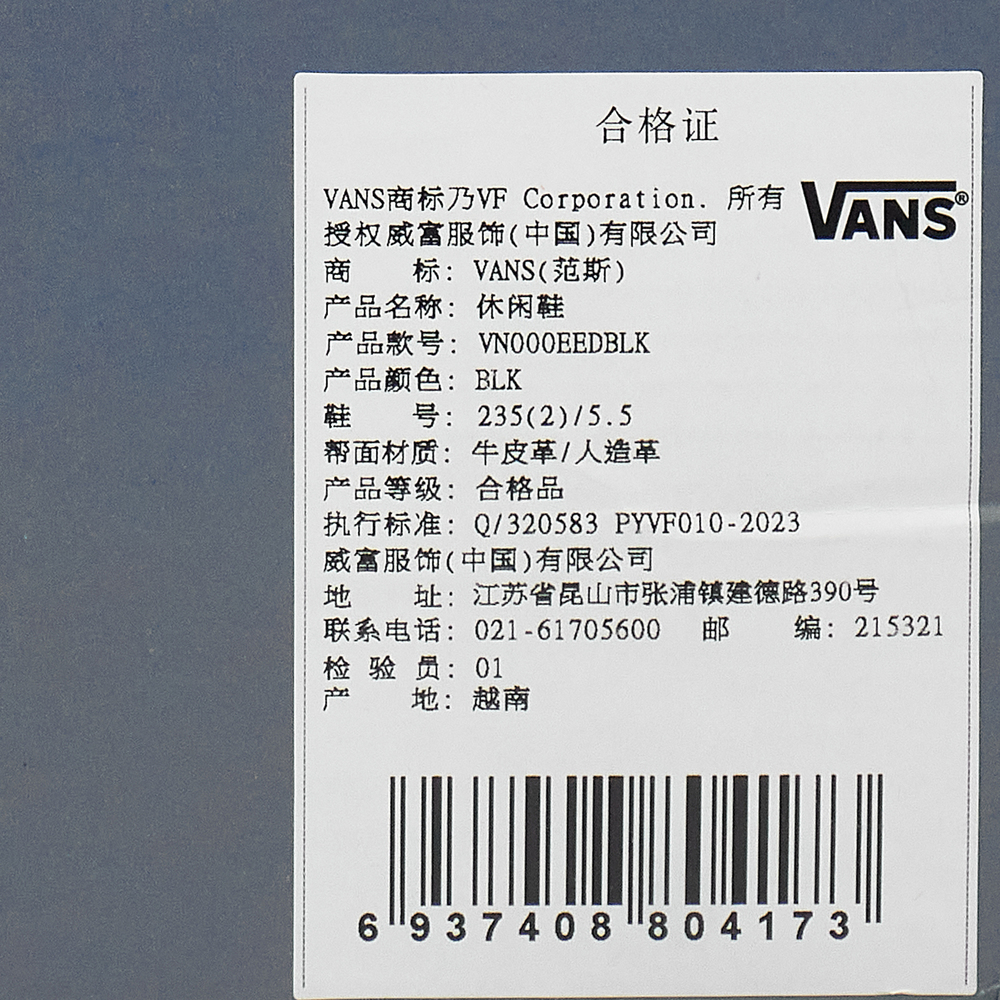 合格证
VANS商标乃VF Corporation. 所有
VANS®
授权威富服饰(中国)有限公司
商 标: VANS(范斯)
产品名称: 休闲鞋
产品款号: VN000EEDBLK
产品颜色: BLK
鞋 号: 235(2)/5.5
帮面材质: 牛皮革/人造革
产品等级: 合格品
执行标准: Q/320583 PYVF010-2023
威富服饰(中国)有限公司
地 址: 江苏省昆山市张浦镇建德路390号
联系电话: 021-61705600 邮 编: 215321
检 验 员: 01
产 地: 越南
6 937408 804173